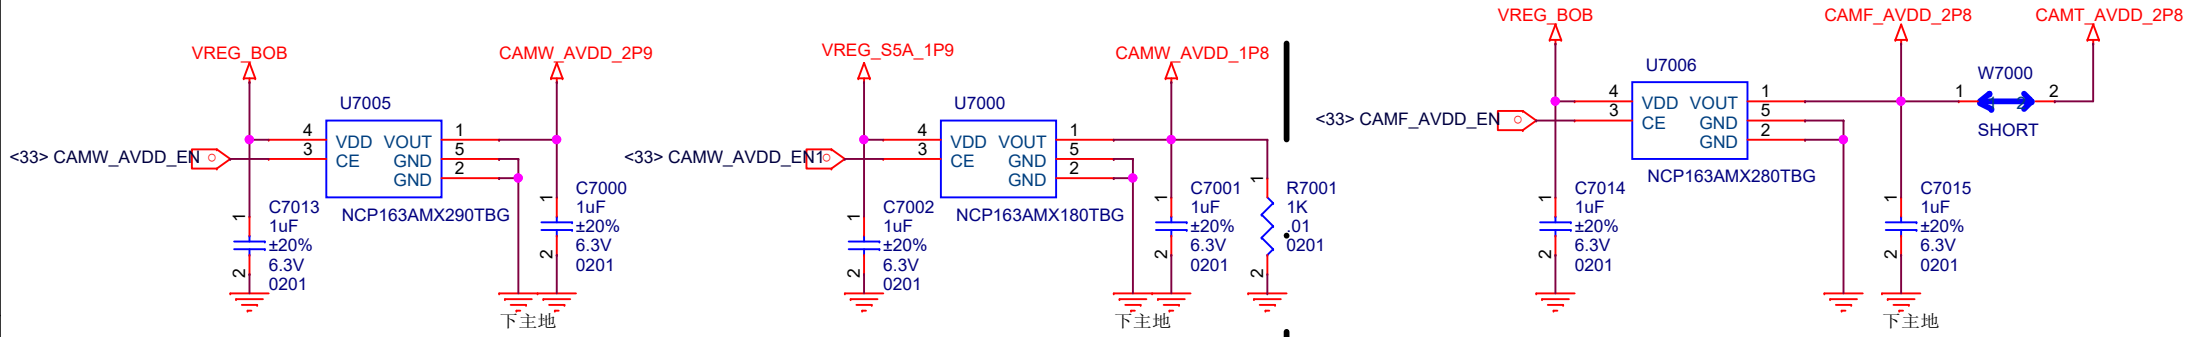 VREG_BOB
CAMW_AVDD_2P9
U7005
<33> CAMW_AVDD_EN
4
3
VDD
CE
VOUT
GND
GND
1
5
2
NCP163AMX290TBG
1
C7013
1uF
±20%
6.3V
0201
2
1
C7000
1uF
±20%
6.3V
0201
2
下主地
VREG_S5A_1P9
CAMW_AVDD_1P8
U7000
<33> CAMW_AVDD_EN1
4
3
VDD
CE
VOUT
GND
GND
1
5
2
NCP163AMX180TBG
1
C7002
1uF
±20%
6.3V
0201
2
1
C7001
1uF
±20%
6.3V
0201
2
1
R7001
1K
.01
0201
2
下主地
VREG_BOB
CAMF_AVDD_2P8
CAMT_AVDD_2P8
U7006
<33> CAMF_AVDD_EN
4
3
VDD
CE
VOUT
GND
GND
1
5
2
NCP163AMX280TBG
W7000
1
2
SHORT
1
C7014
1uF
±20%
6.3V
0201
2
1
C7015
1uF
±20%
6.3V
0201
2
下主地